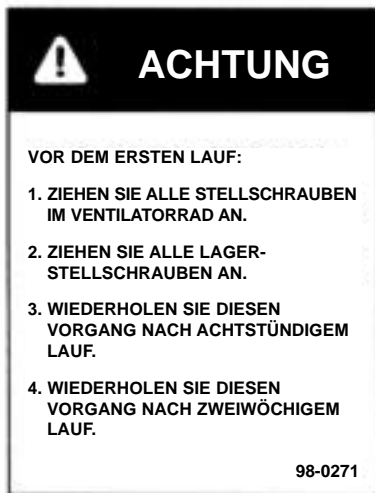 ACHTUNG
VOR DEM ERSTEN LAUF:
1. ZIEHEN SIE ALLE STELLSCHRAUBEN
IM VENTILATORRAD AN.
2. ZIEHEN SIE ALLE LAGER-
STELLSCHRAUBEN AN.
3. WIEDERHOLEN SIE DIESEN
VORGANG NACH ACHTSTÜNDIGEM
LAUF.
4. WIEDERHOLEN SIE DIESEN
VORGANG NACH ZWEIWÖCHIGEM
LAUF.
98-0271